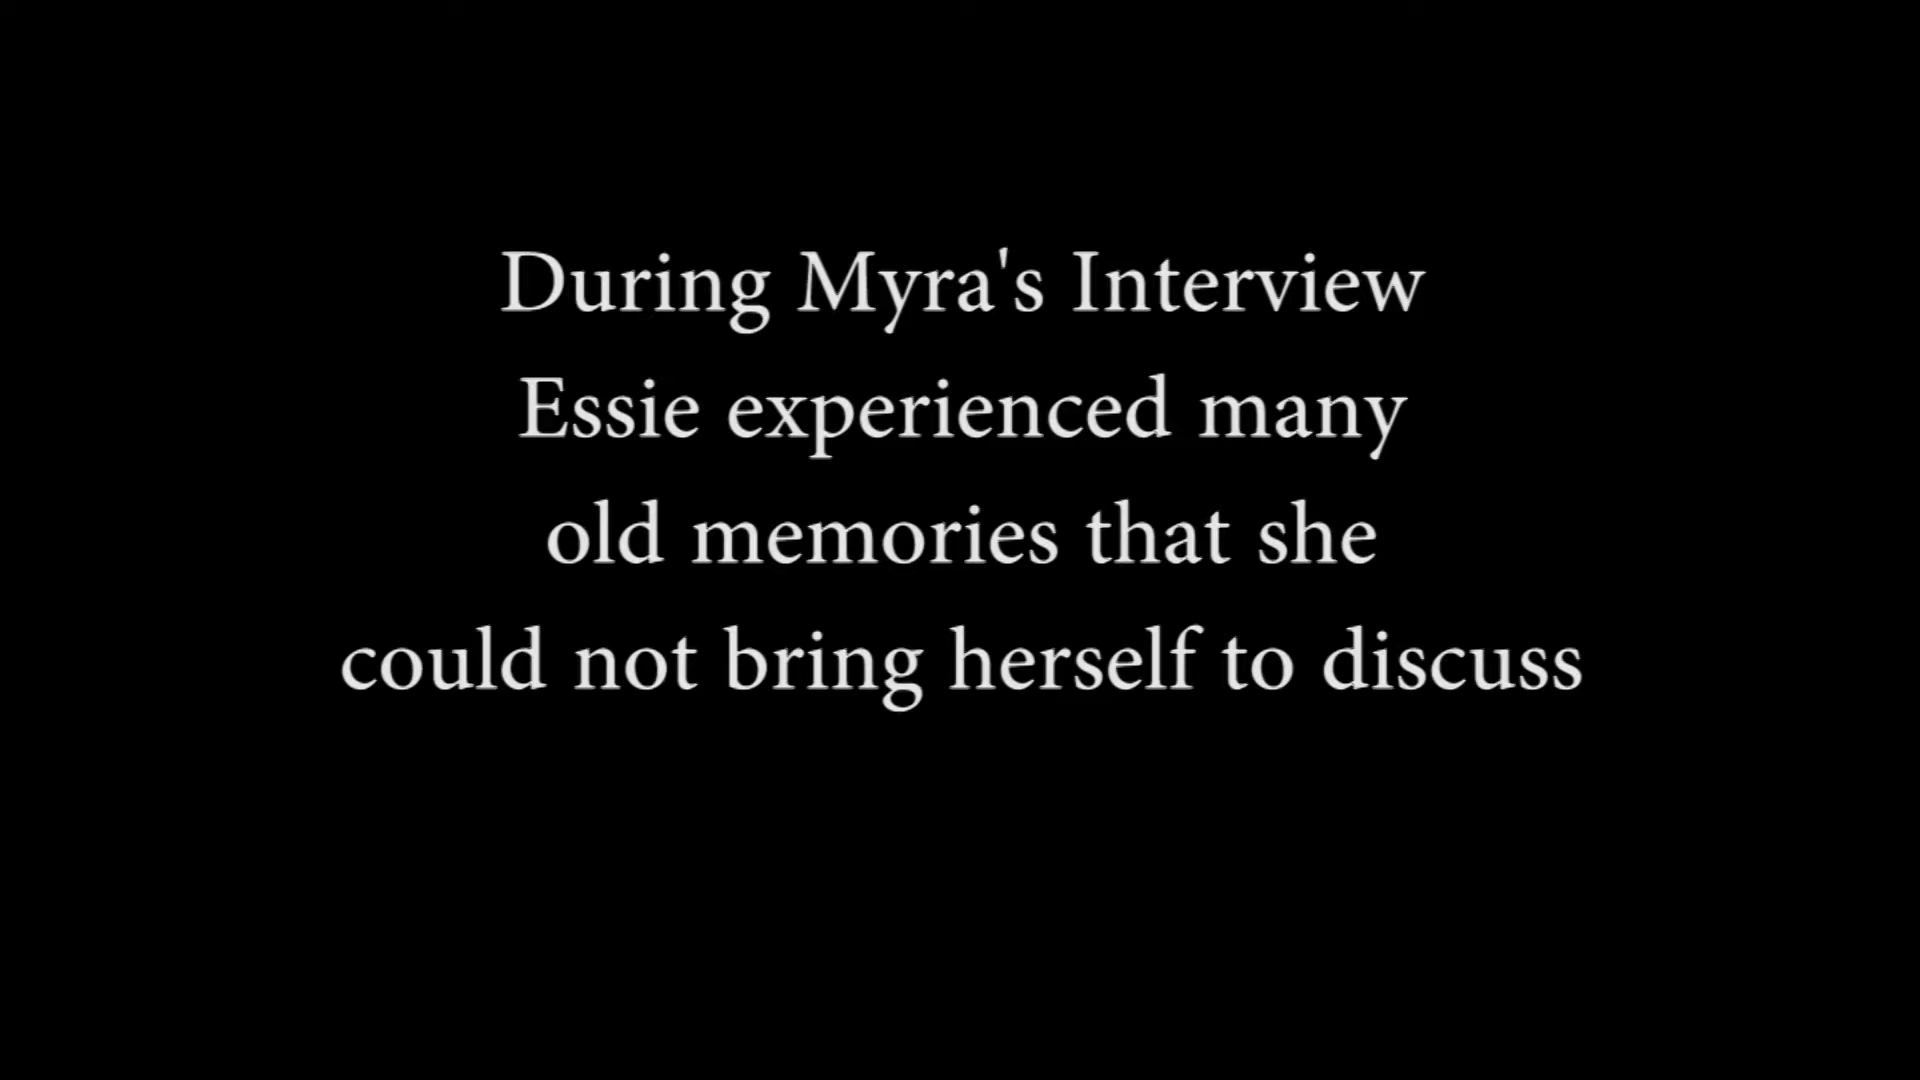 During Myra's Interview
Essie experienced many
old memories that she
could not bring herself to discuss